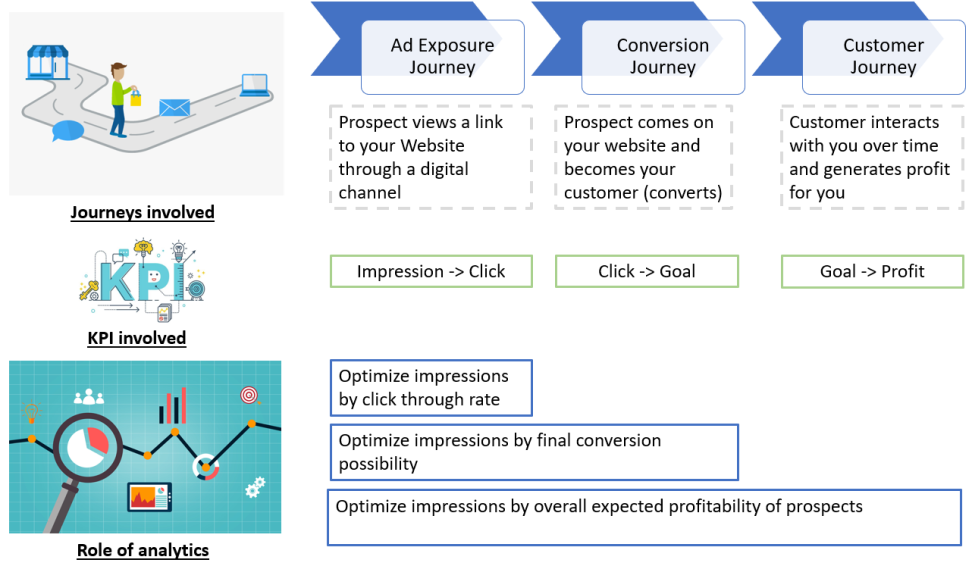 Ad Exposure
Journey
Conversion
Journey
Customer
Journey
Prospect views a link
to your Website
through a digital
channel
Prospect comes on
your website and
becomes your
customer (converts)
Customer interacts
with you over time
and generates profit
for you
Journeys involved
KPI
Impression -> Click
Click -> Goal
Goal -> Profit
KPI involved
Optimize impressions
by click through rate
Optimize impressions by final conversion
possibility
Optimize impressions by overall expected profitability of prospects
Role of analytics